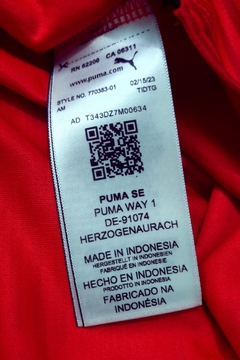 RN 62200 CA 06311
www.puma.com
STYLE NO. 770383-01 02/15/23
AM TIDTG
AD T343DZ7M00634
PUMA SE
PUMA WAY 1
DE-91074
HERZOGENAURACH
MADE IN INDONESIA
HERGESTELLT IN INDONESIEN
FABRIQUÉ EN INDONÉSIE
HECHO EN INDONESIA
PRODOTTO IN INDONESIA
FABRICADO NA
INDONÉSIA